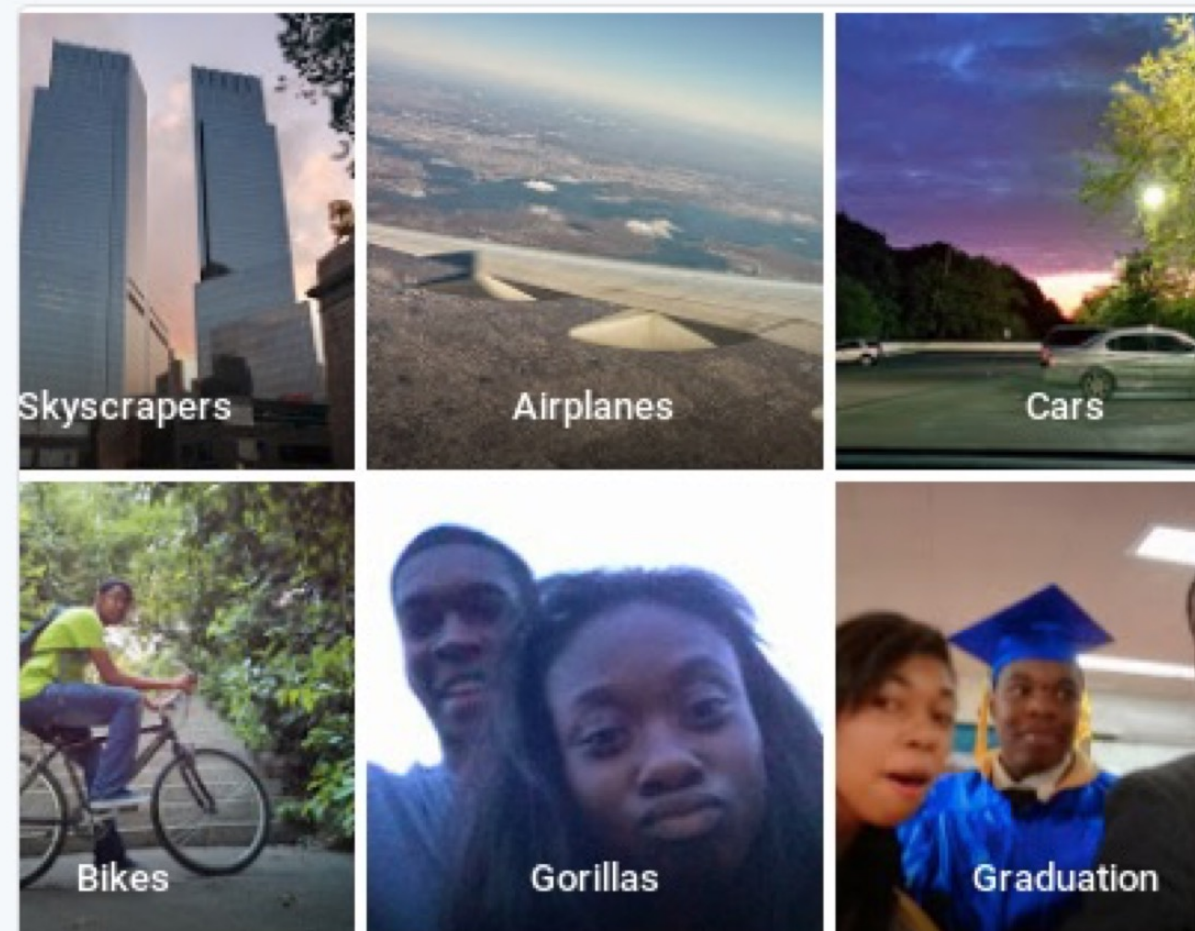 Skyscrapers
Airplanes
Cars
Bikes
Gorillas
Graduation